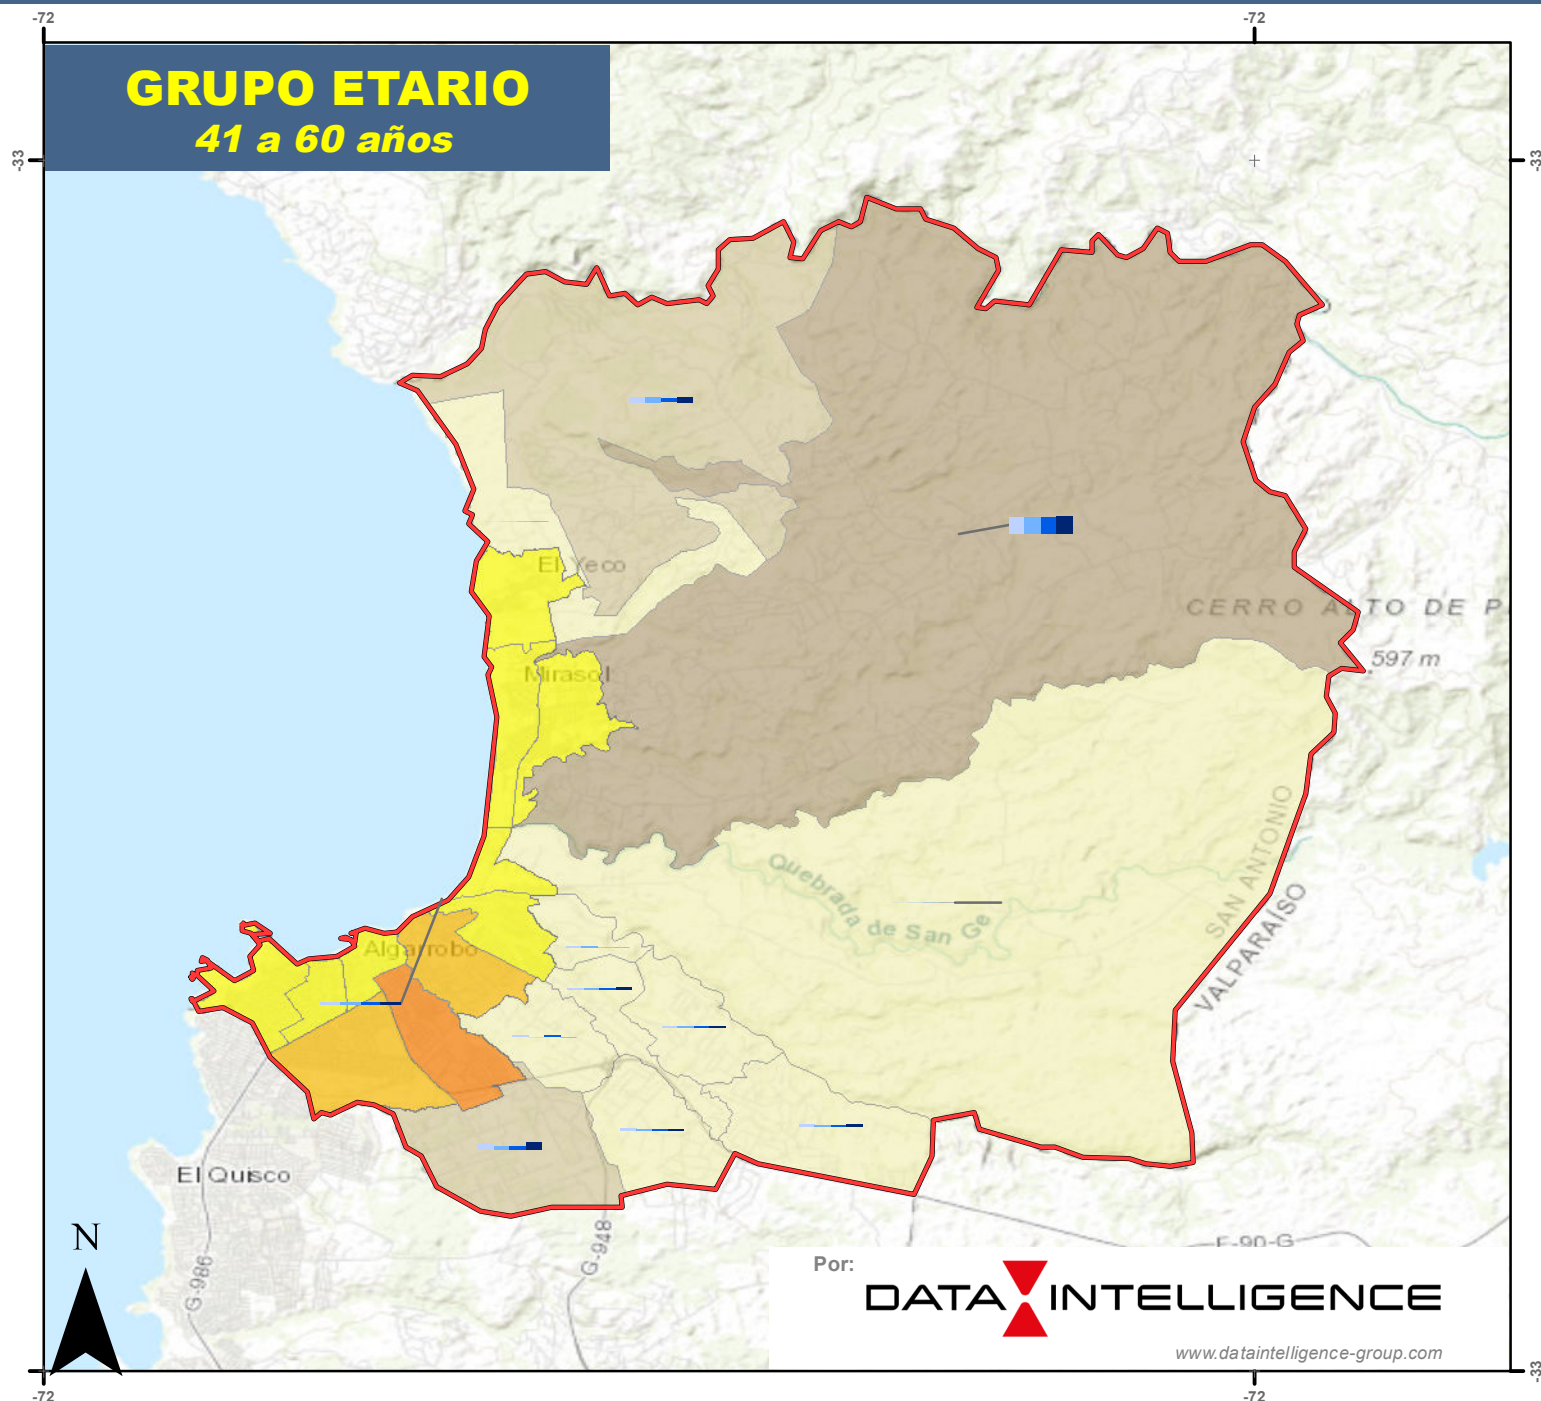 -72
-72
GRUPO ETARIO
41 a 60 años
-33
-33
El Yeco
CERRO ALTO DE P
597 m
Mirasol
Quebrada de San Ge
SAN ANTONIO
VALPARAÍSO
Algarrobo
El Quisco
G-986
G-948
F-90-G
N
Por:
DATA INTELLIGENCE
www.dataintelligence-group.com
-33
-72
-72